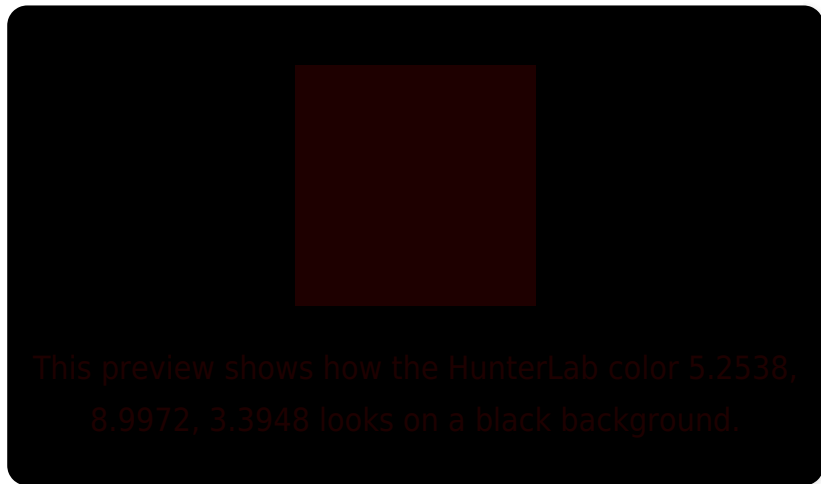 This preview shows how the HunterLab color 5.2538,
8.9972, 3.3948 looks on a black background.